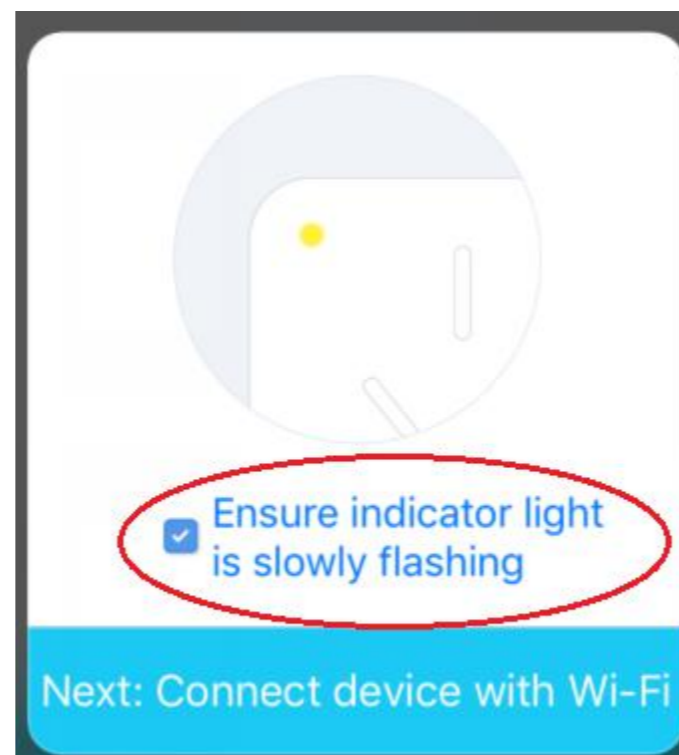 Ensure indicator light
is slowly flashing
Next: Connect device with Wi-Fi